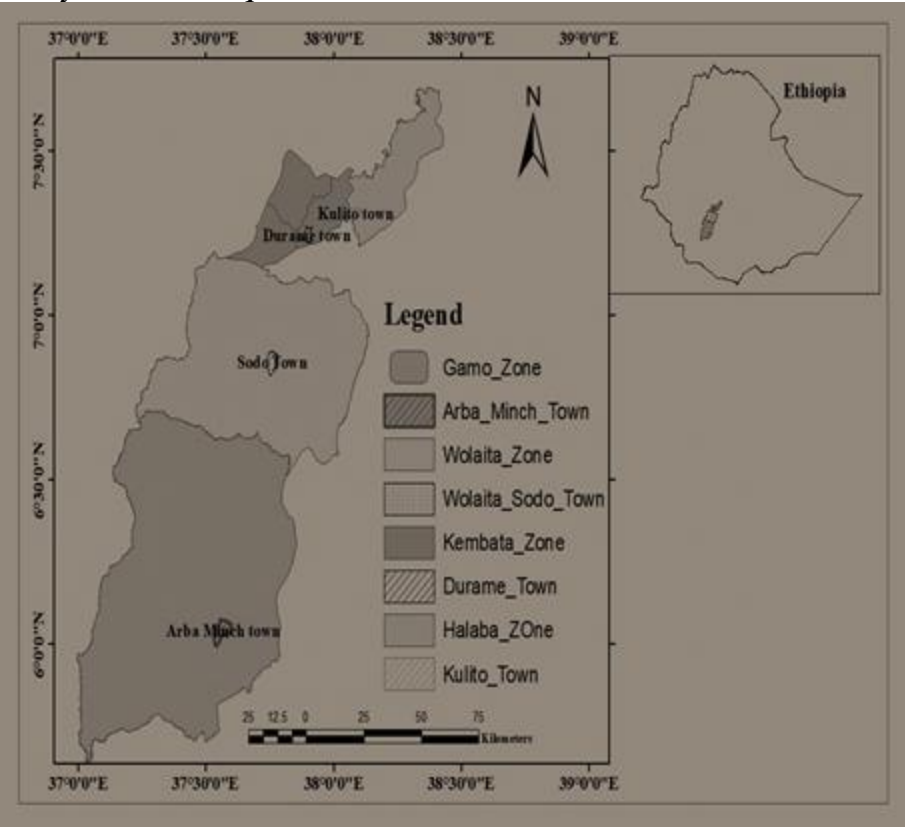 37°0'0"E 37°30'0"E 38°0'0"E 38°30'0"E 39°0'0"E
N
Ethiopia
7°30'0"N
Kulito town
Durame town
7°0'0"N
Legend
Sodo Town
Gamo_Zone
Arba_Minch_Town
Wolaita_Zone
6°30'0"N
Wolaita_Sodo_Town
Kembata_Zone
Durame_Town
Arba Minch town
6°0'0"N
Halaba_ZOne
Kulito_Town
25 12.5 0 25 50 75
Kilometers
37°0'0"E 37°30'0"E 38°0'0"E 38°30'0"E 39°0'0"E